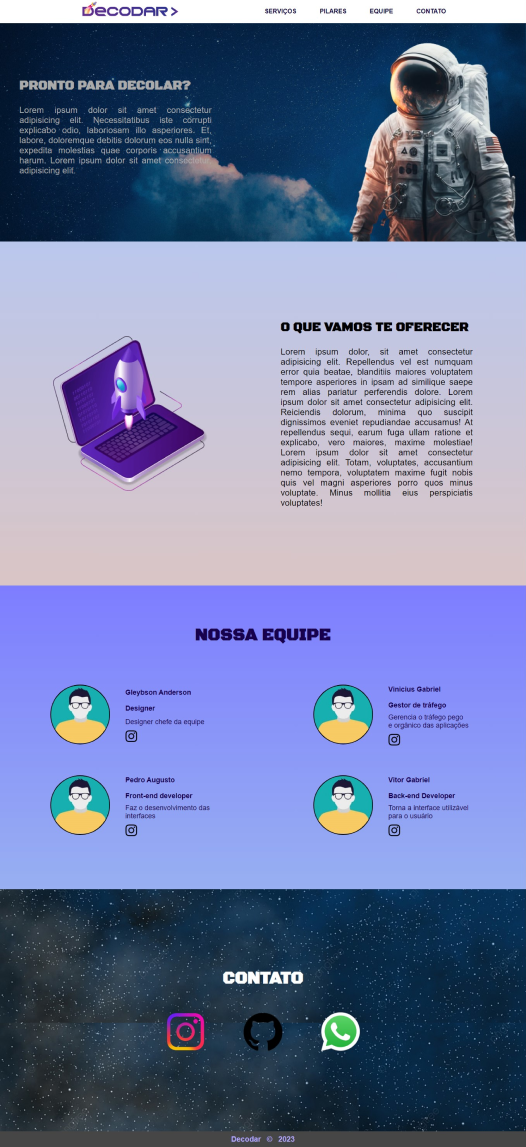 DECODAR
SERVIÇOS PILARES EQUIPE CONTATO
PRONTO PARA DECOLAR?
Lorem ipsum dolor sit amet consectetur
adipisicing elit. Necessitatibus iste corrupti
explicabo odio, laboriosam illo asperiores. Et,
labore, doloremque debitis dolorum eos nulla sint,
expedita molestias quae corporis accusantium
harum. Lorem ipsum dolor sit amet consectetur,
adipisicing elit.
O QUE VAMOS TE OFERECER
Lorem ipsum dolor, sit amet consectetur
adipisicing elit. Repellendus vel est numquam
error quia beatae, blanditiis maiores voluptatem
tempore asperiores in ipsam ad similique saepe
rem alias pariatur perferendis dolore. Lorem
ipsum dolor sit amet consectetur adipisicing elit.
Reiciendis dolorum, minima quo suscipit
dignissimos eveniet repudiandae accusamus! At
repellendus sequi, earum fuga ullam ratione et
explicabo, vero maiores, maxime molestiae!
Lorem ipsum dolor sit amet consectetur
adipisicing elit. Totam, voluptates, accusantium
nemo tempora, voluptatem maxime fugit nobis
quis vel magni asperiores porro quos minus
voluptate. Minus mollitia eius perspiciatis
voluptates!
NOSSA EQUIPE
Gleybson Anderson
Designer
Designer chefe da equipe
Vinicius Gabriel
Gestor de tráfego
Gerencia o tráfego pago
e orgânico das aplicações
Pedro Augusto
Front-end developer
Faz o desenvolvimento das
interfaces
Vitor Gabriel
Back-end Developer
Torna a interface utilizável
para o usuário
CONTATO
Decodar © 2023